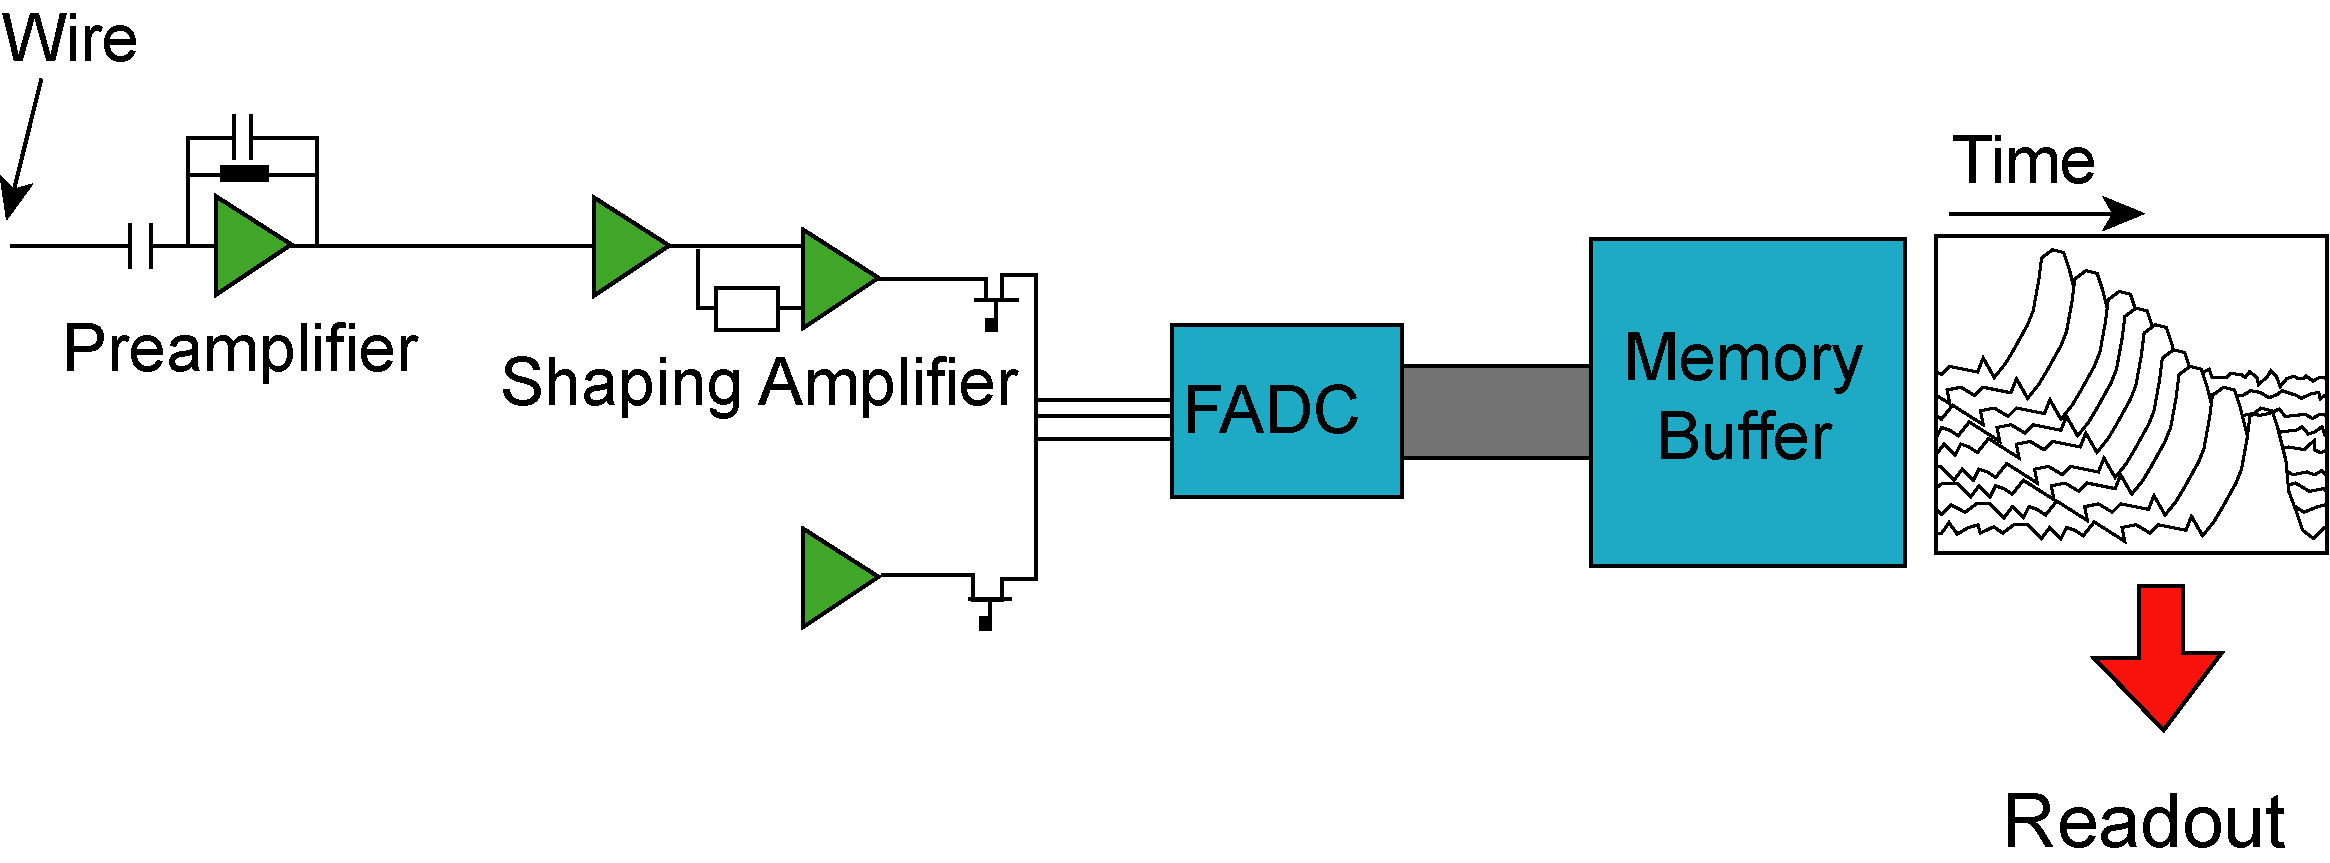 Wire
Preamplifier
Shaping Amplifier
FADC
Memory
Buffer
Time
Readout